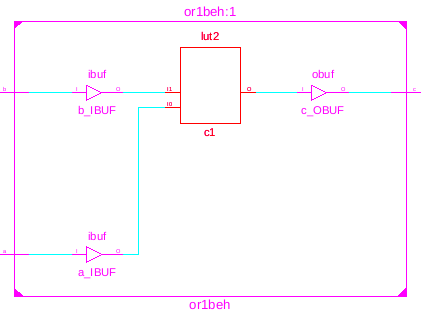 or1beh:1
lut2
ibuf
obuf
b
I
O
I1
O
I
O
c
I0
b_IBUF
c_OBUF
c1
ibuf
a
I
O
a_IBUF
or1beh